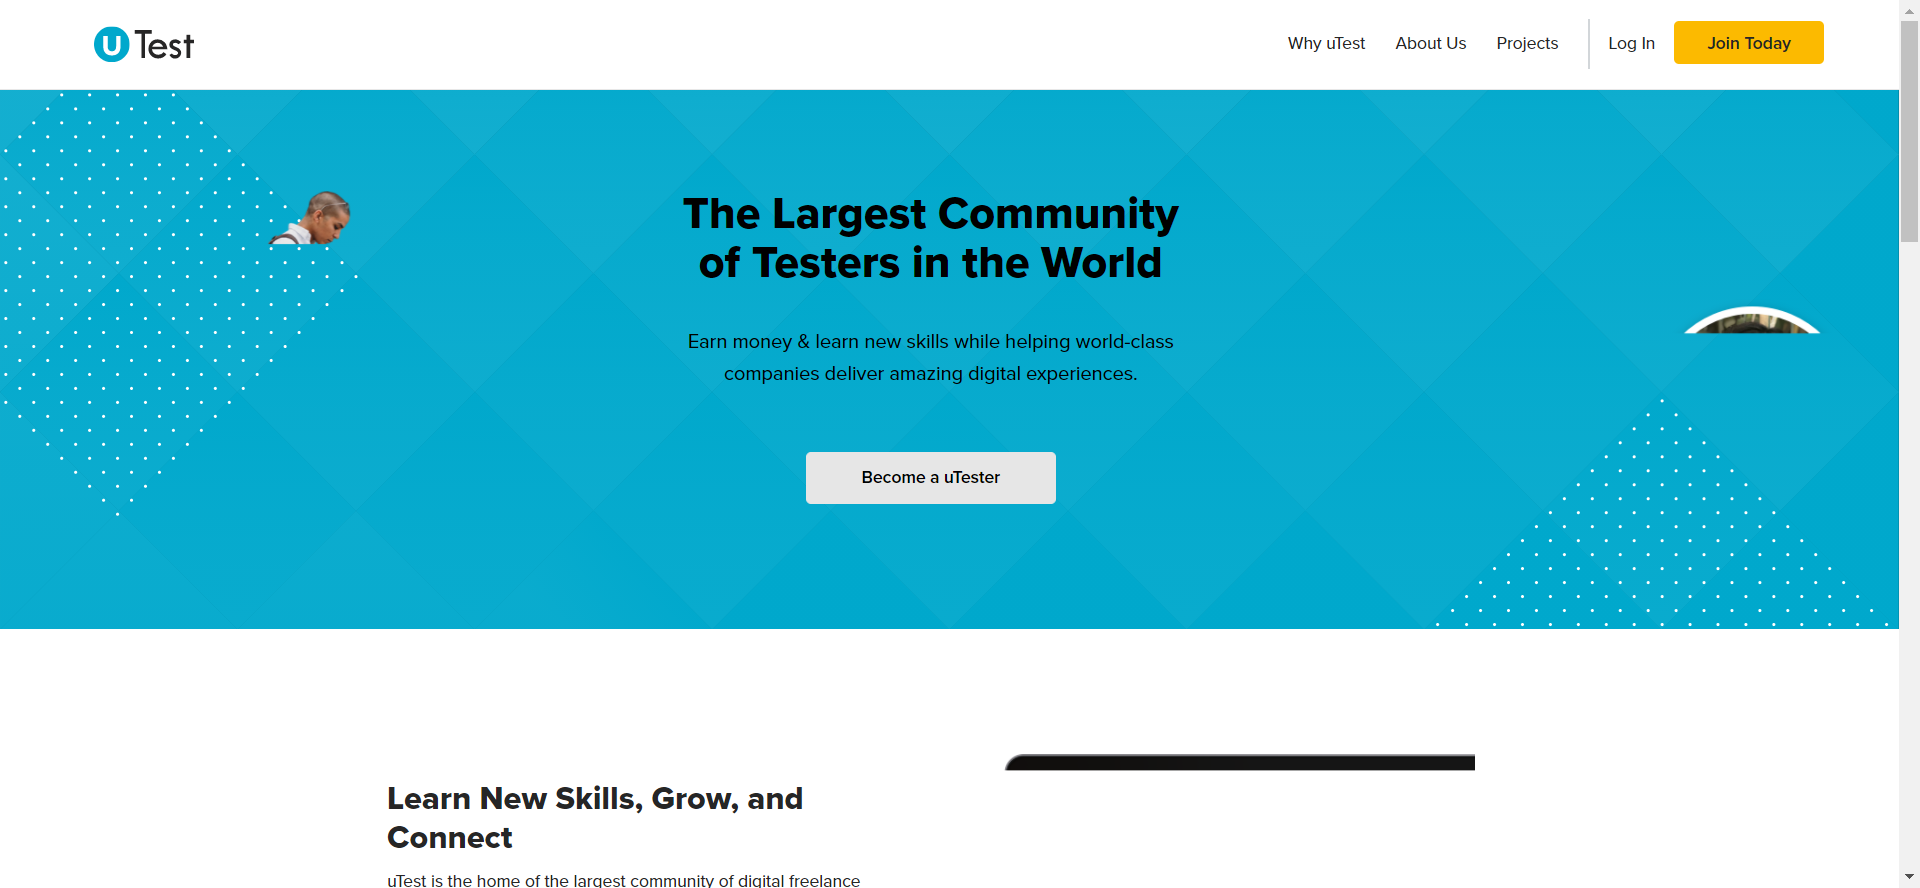 uTest
Why uTest
About Us
Projects
Log In
Join Today
The Largest Community
of Testers in the World
Earn money & learn new skills while helping world-class
companies deliver amazing digital experiences.
Become a uTester
Learn New Skills, Grow, and
Connect
uTest is the home of the largest community of digital freelance